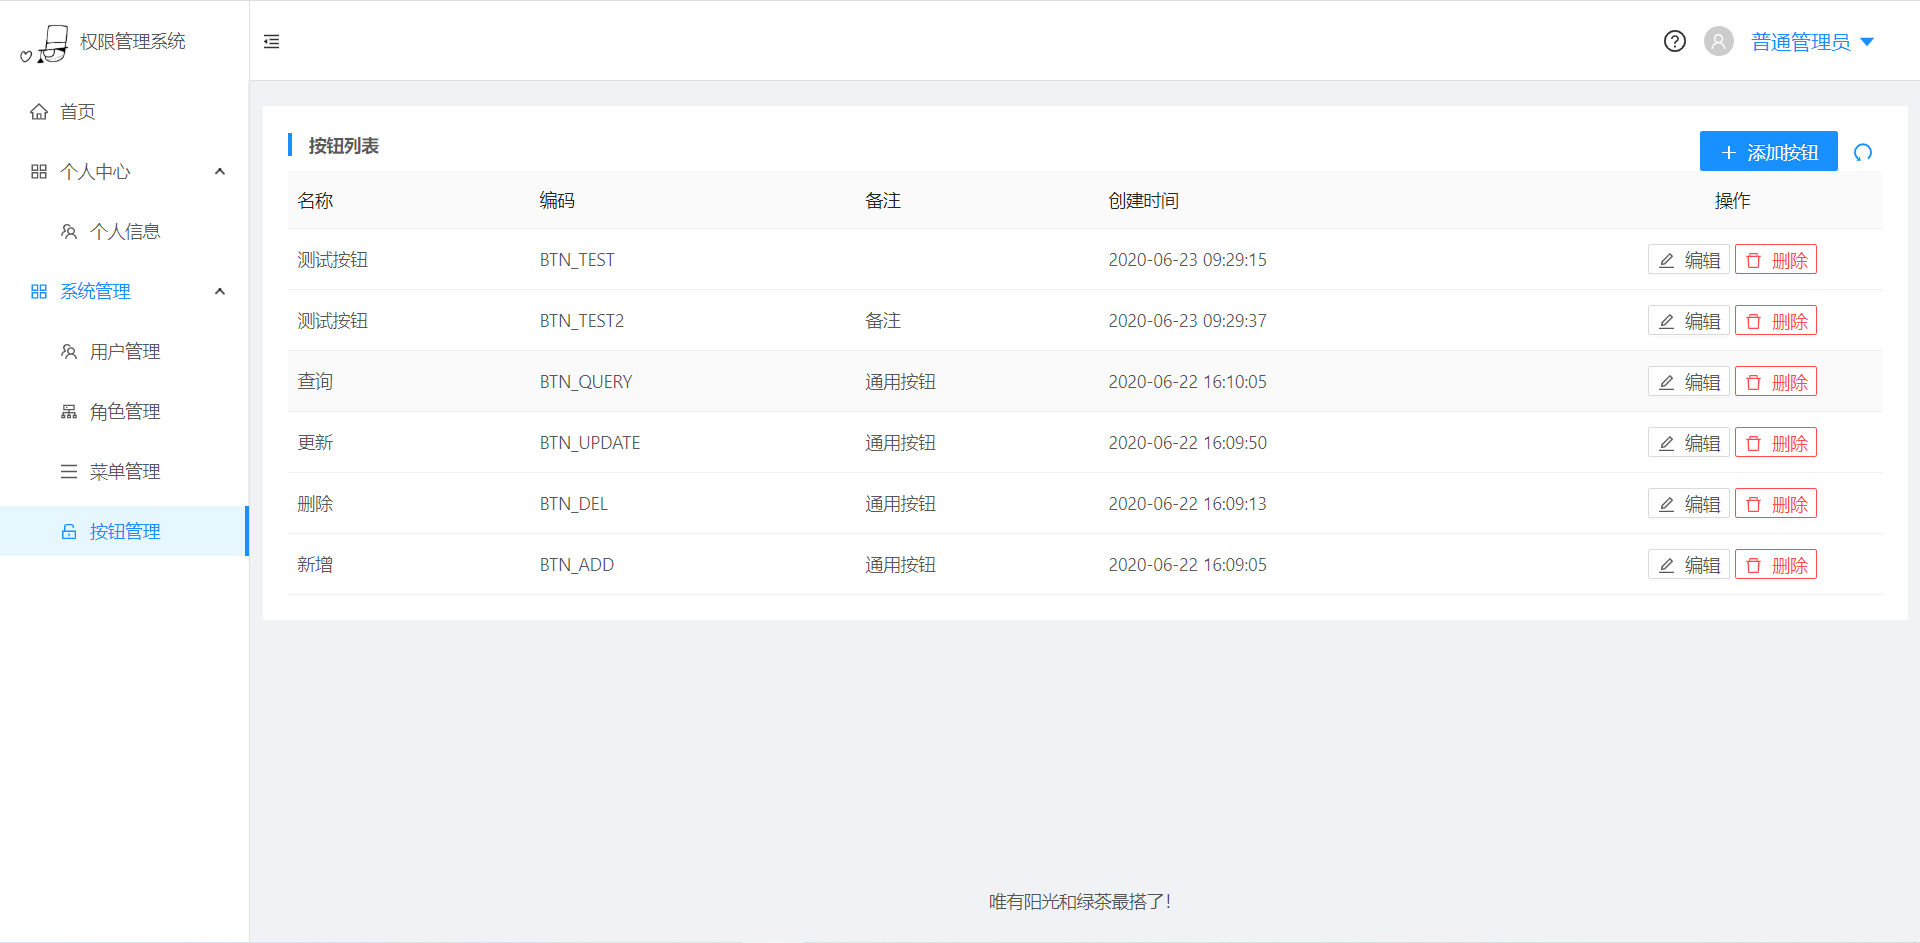 权限管理系统
普通管理员
首页
个人中心
个人信息
系统管理
用户管理
角色管理
菜单管理
按钮管理
按钮列表
添加按钮
名称 编码 备注 创建时间 操作
测试按钮 BTN_TEST 2020-06-23 09:29:15 编辑 删除
测试按钮 BTN_TEST2 备注 2020-06-23 09:29:37 编辑 删除
查询 BTN_QUERY 通用按钮 2020-06-22 16:10:05 编辑 删除
更新 BTN_UPDATE 通用按钮 2020-06-22 16:09:50 编辑 删除
删除 BTN_DEL 通用按钮 2020-06-22 16:09:13 编辑 删除
新增 BTN_ADD 通用按钮 2020-06-22 16:09:05 编辑 删除
唯有阳光和绿茶最搭了!